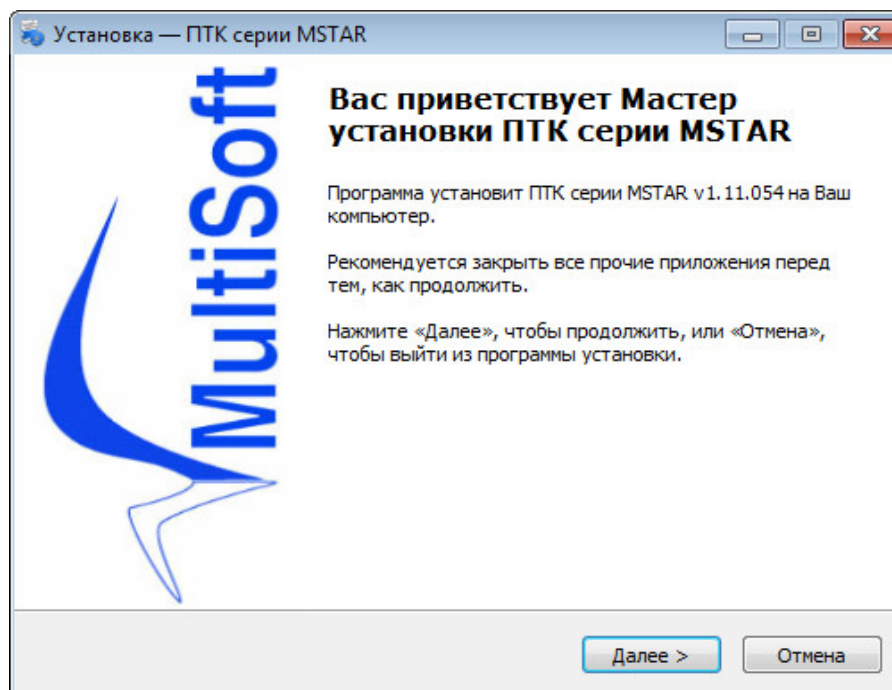 Установка — ПТК серии MSTAR
MultiSoft
Вас приветствует Мастер
установки ПТК серии MSTAR
Программа установит ПТК серии MSTAR v1.11.054 на Ваш
компьютер.
Рекомендуется закрыть все прочие приложения перед
тем, как продолжить.
Нажмите «Далее», чтобы продолжить, или «Отмена»,
чтобы выйти из программы установки.
Далее >
Отмена